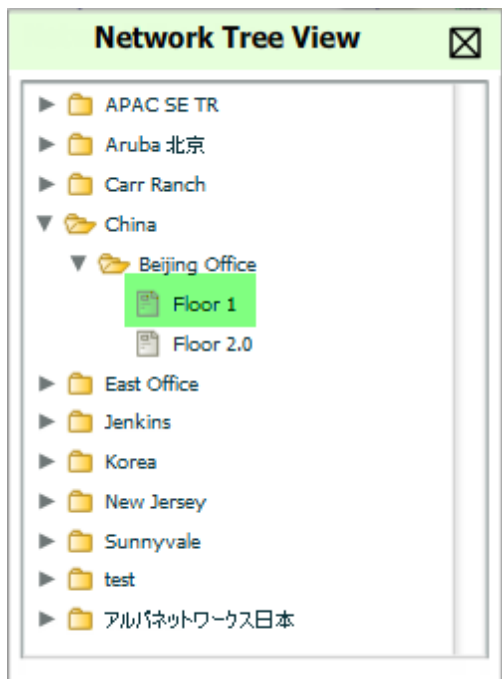 Network Tree View
APAC SE TR
Aruba 北京
Carr Ranch
China
Beijing Office
Floor 1
Floor 2.0
East Office
Jenkins
Korea
New Jersey
Sunnyvale
test
アルバネットワークス日本